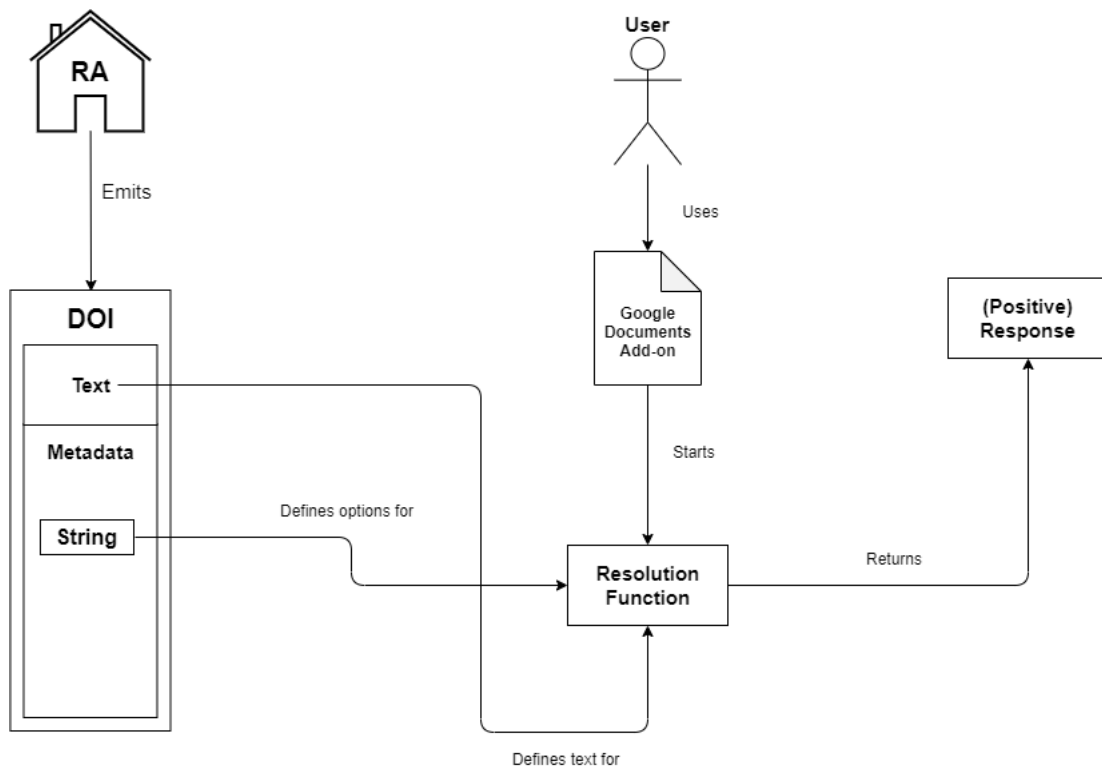 RA
User
Emits
Uses
DOI
Text
Metadata
String
Google
Documents
Add-on
(Positive)
Response
Starts
Defines options for
Resolution
Function
Returns
Defines text for